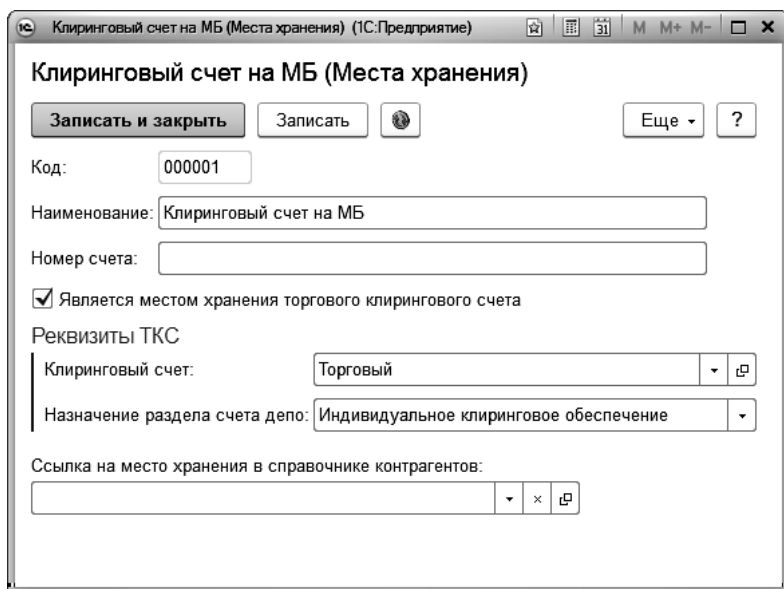 1С Клиринговый счет на МБ (Места хранения) (1С:Предприятие) 31 M M+ M-
Клиринговый счет на МБ (Места хранения)
Записать и закрыть Записать Еще ?
Код: 000001
Наименование: Клиринговый счет на МБ
Номер счета:
Является местом хранения торгового клирингового счета
Реквизиты ТКС
Клиринговый счет: Торговый
Назначение раздела счета депо: Индивидуальное клиринговое обеспечение
Ссылка на место хранения в справочнике контрагентов: